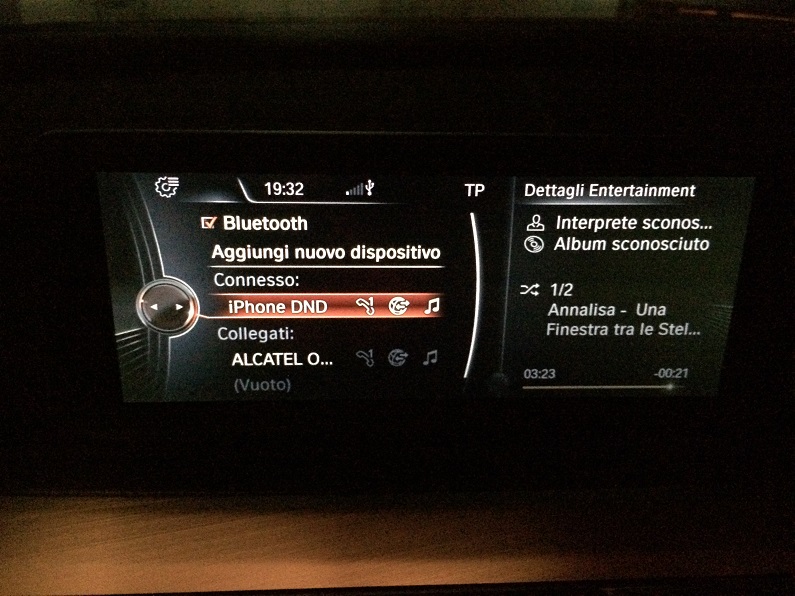 19:32
TP
Dettagli Entertainment
Bluetooth
Aggiungi nuovo dispositivo
Connesso:
iPhone DND
Collegati:
ALCATEL O...
(Vuoto)
Interprete sconos...
Album sconosciuto
1/2
Annalisa - Una
Finestra tra le Stel...
03:23 -00:21